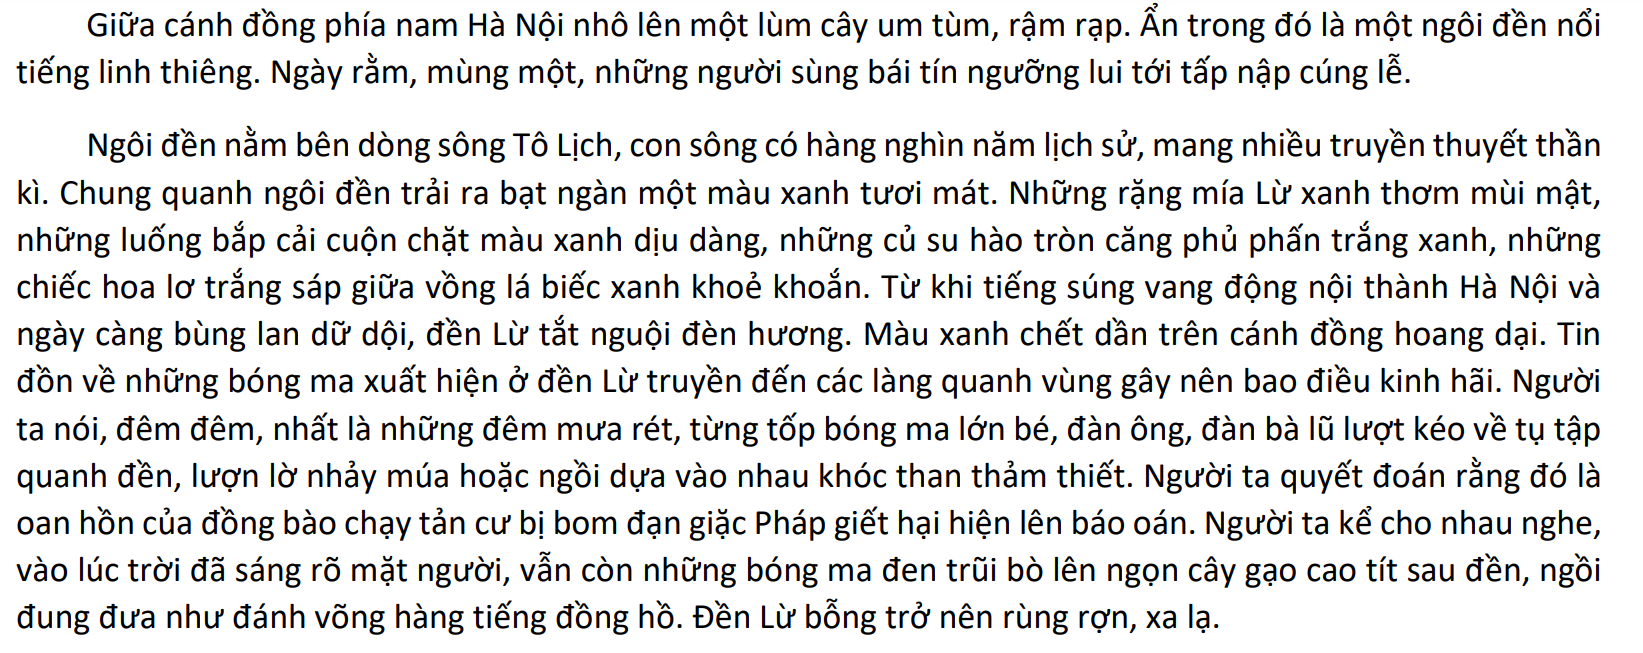 Giữa cánh đồng phía nam Hà Nội nhô lên một lùm cây um tùm, rậm rạp. Ẩn trong đó là một ngôi đền nổi
tiếng linh thiêng. Ngày rằm, mùng một, những người sùng bái tín ngưỡng lui tới tấp nập cúng lễ.
Ngôi đền nằm bên dòng sông Tô Lịch, con sông có hàng nghìn năm lịch sử, mang nhiều truyền thuyết thần
kì. Chung quanh ngôi đền trải ra bạt ngàn một màu xanh tươi mát. Những rặng mía Lừ xanh thơm mùi mật,
những luống bắp cải cuộn chặt màu xanh dịu dàng, những củ su hào tròn căng phủ phấn trắng xanh, những
chiếc hoa lơ trắng sáp giữa vồng lá biếc xanh khoẻ khoắn. Từ khi tiếng súng vang động nội thành Hà Nội và
ngày càng bùng lan dữ dội, đền Lừ tắt nguội đèn hương. Màu xanh chết dần trên cánh đồng hoang dại. Tin
đồn về những bóng ma xuất hiện ở đền Lừ truyền đến các làng quanh vùng gây nên bao điều kinh hãi. Người
ta nói, đêm đêm, nhất là những đêm mưa rét, từng tốp bóng ma lớn bé, đàn ông, đàn bà lũ lượt kéo về tụ tập
quanh đền, lượn lờ nhảy múa hoặc ngồi dựa vào nhau khóc than thảm thiết. Người ta quyết đoán rằng đó là
oan hồn của đồng bào chạy tản cư bị bom đạn giặc Pháp giết hại hiện lên báo oán. Người ta kể cho nhau nghe,
vào lúc trời đã sáng rõ mặt người, vẫn còn những bóng ma đen trũi bò lên ngọn cây gạo cao tít sau đền, ngồi
đung đưa như đánh võng hàng tiếng đồng hồ. Đền Lừ bỗng trở nên rùng rợn, xa lạ.